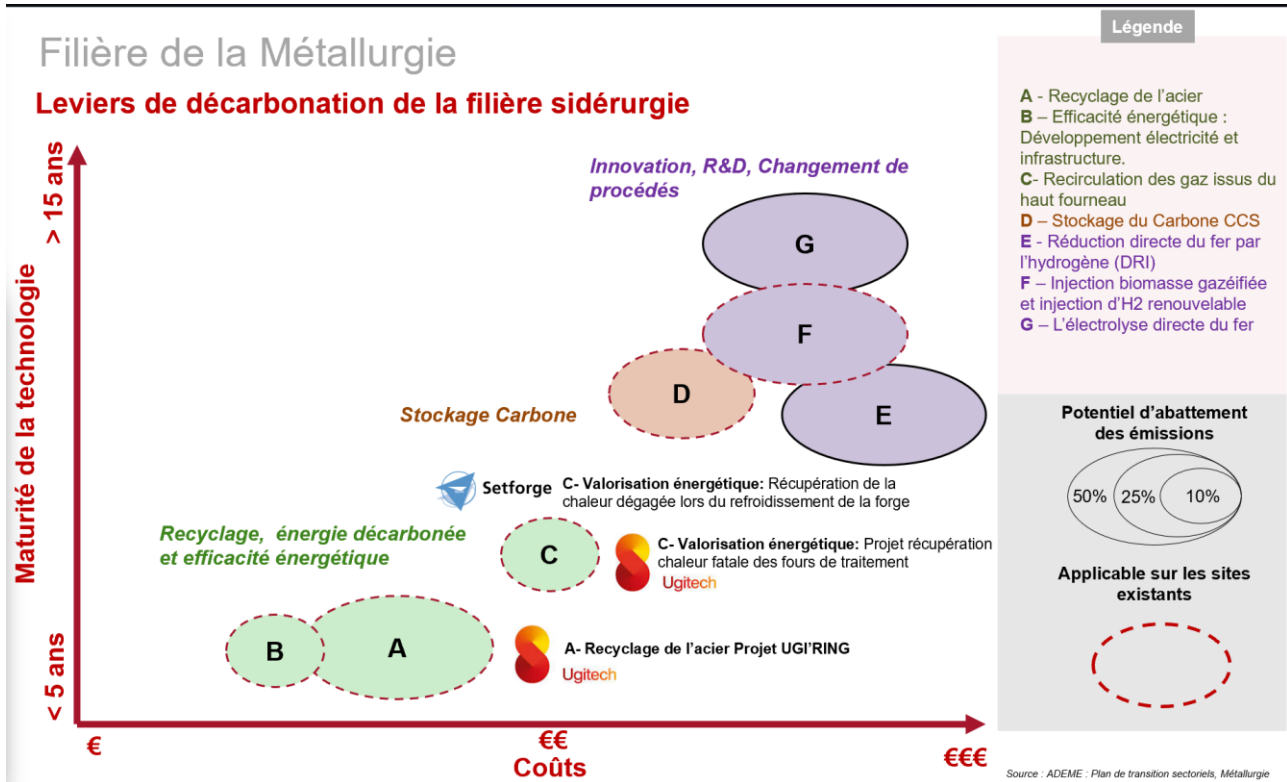 Filière de la Métallurgie
Leviers de décarbonation de la filière sidérurgie
Maturité de la technologie
> 15 ans
< 5 ans
Innovation, R&D, Changement de
procédés
G
F
D
E
Stockage Carbone
Setforge
C- Valorisation énergétique: Récupération de la
chaleur dégagée lors du refroidissement de la forge
Recyclage, énergie décarbonée
et efficacité énergétique
C
C- Valorisation énergétique: Projet récupération
chaleur fatale des fours de traitement
Ugitech
B
A
A- Recyclage de l'acier Projet UGI'RING
Ugitech
€
€€
€€€
Coûts
Légende
A - Recyclage de l'acier
B – Efficacité énergétique :
Développement électricité et
infrastructure.
C- Recirculation des gaz issus du
haut fourneau
D – Stockage du Carbone CCS
E - Réduction directe du fer par
l'hydrogène (DRI)
F – Injection biomasse gazéifiée
et injection d'H2 renouvelable
G – L'électrolyse directe du fer
Potentiel d'abattement
des émissions
50% 25% 10%
Applicable sur les sites
existants
Source : ADEME : Plan de transition sectoriels, Métallurgie